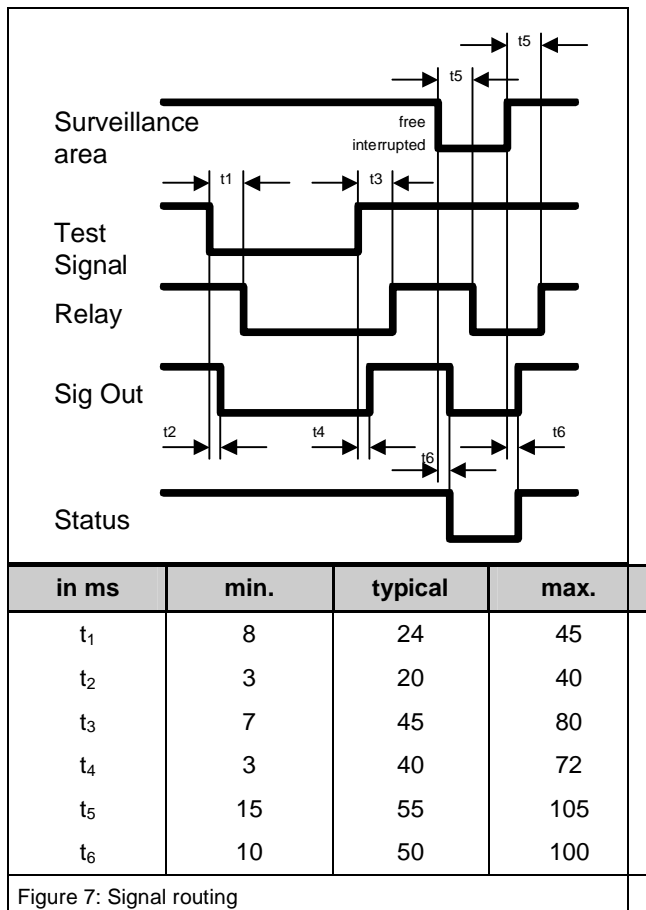 t5
t5
Surveillance
area
free
interrupted
t1
t3
Test
Signal
Relay
Sig Out
t2
t4
t6
t6
Status
in ms min. typical max.
t₁ 8 24 45
t₂ 3 20 40
t₃ 7 45 80
t₄ 3 40 72
t₅ 15 55 105
t₆ 10 50 100
Figure 7: Signal routing